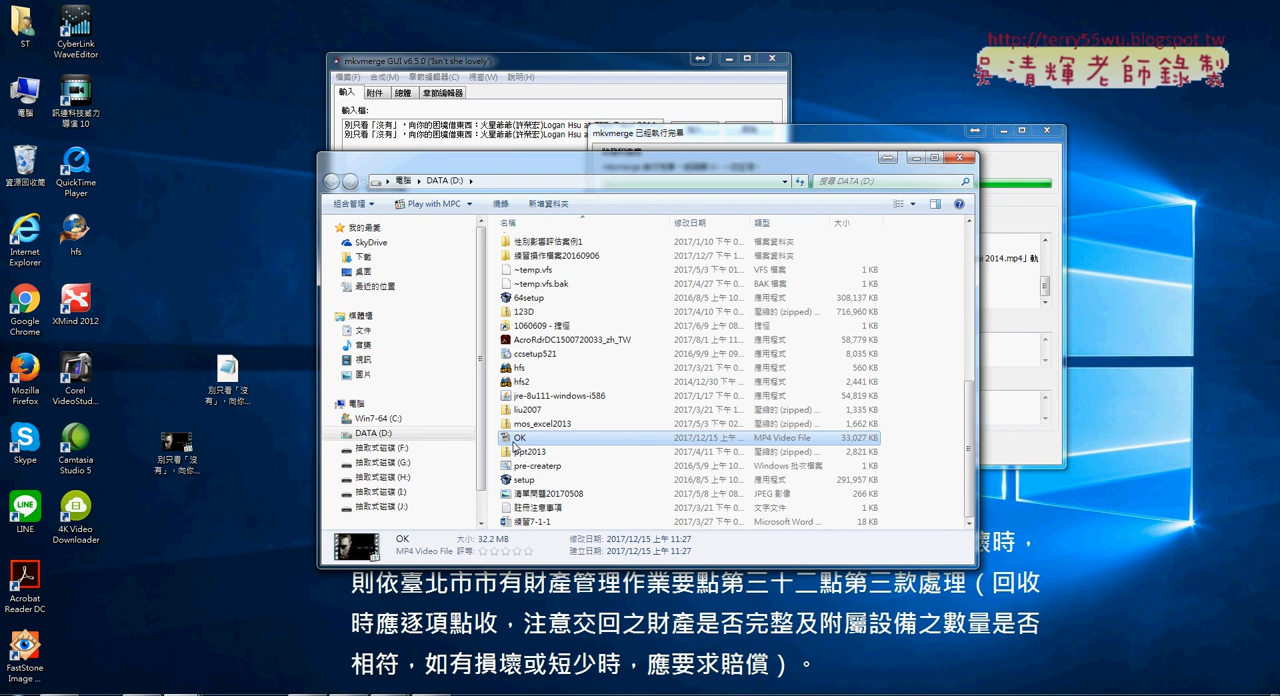 ST
CyberLink WaveEditor
電腦
訊連科技威力導演 10
資源回收筒
QuickTime Player
Internet Explorer
hfs
Google Chrome
XMind 2012
Mozilla Firefox
Corel VideoStud...
別只看「沒有」，向你...
Skype
Camtasia Studio 5
別只看「沒有」，向你...
LINE
4K Video Downloader
Acrobat Reader DC
FastStone Image ...
http://terry55wu.blogspot.tw
吳清輝老師錄製
mkvmerge GUI v6.5.0 ('Isn't she lovely')
檔案(F) 合成(M) 章節編輯器(C) 視窗(W) 說明(H)
輸入 附件 總體 章節編輯器
輸入檔:
別只看「沒有」，向你的困境借東西：火星爺爺(許榮宏)Logan Hsu
別只看「沒有」，向你的困境借東西：火星爺爺(許榮宏)Logan Hsu
mkvmerge 已經執行完畢
ei 2014.mp4」軌
電腦 DATA (D:)
搜尋 DATA (D:)
組合管理 Play with MPC 燒錄 新增資料夾
我的最愛
SkyDrive
下載
桌面
最近的位置
媒體櫃
文件
音樂
視訊
圖片
電腦
Win7-64 (C:)
DATA (D:)
抽取式磁碟 (F:)
抽取式磁碟 (G:)
抽取式磁碟 (H:)
抽取式磁碟 (I:)
抽取式磁碟 (J:)
名稱 修改日期 類型 大小
性別影響評估案例1 2017/1/10 下午 0... 檔案資料夾
練習操作檔案20160906 2017/12/7 下午 1... 檔案資料夾
~temp.vfs 2017/5/3 下午 01... VFS 檔案 1 KB
~temp.vfs.bak 2017/4/27 下午 0... BAK 檔案 1 KB
64setup 2016/8/5 上午 10... 應用程式 308,137 KB
123D 2017/4/10 下午 0... 壓縮的 (zipped) ... 716,960 KB
1060609 - 捷徑 2017/6/9 上午 08... 捷徑 1 KB
AcroRdrDC1500720033_zh_TW 2017/8/1 上午 11... 應用程式 58,779 KB
ccsetup521 2016/9/9 上午 09... 應用程式 8,035 KB
hfs 2017/3/21 下午 0... 應用程式 560 KB
hfs2 2014/12/30 下午 ... 應用程式 2,441 KB
jre-8u111-windows-i586 2017/1/17 下午 0... 應用程式 54,819 KB
liu2007 2017/3/21 下午 1... 壓縮的 (zipped) ... 1,335 KB
mos_excel2013 2017/5/3 下午 02... 壓縮的 (zipped) ... 1,662 KB
OK 2017/12/15 上午 ... MP4 Video File 33,027 KB
ppt2013 2017/4/11 下午 0... 壓縮的 (zipped) ... 2,821 KB
pre-createrp 2016/5/9 上午 10... Windows 批次檔案 1 KB
setup 2016/8/5 上午 10... 應用程式 291,957 KB
清單問題20170508 2017/5/8 上午 08... JPEG 影像 266 KB
註冊注意事項 2017/3/21 下午 0... 文字文件 1 KB
練習7-1-1 2017/3/27 下午 0... Microsoft Word ... 18 KB
OK 大小: 32.2 MB 修改日期: 2017/12/15 上午 11:27
MP4 Video File 評等: 建立日期: 2017/12/15 上午 11:27
壞時，
則依臺北市市有財產管理作業要點第三十二點第三款處理（回收
時應逐項點收，注意交回之財產是否完整及附屬設備之數量是否
相符，如有損壞或短少時，應要求賠償）。